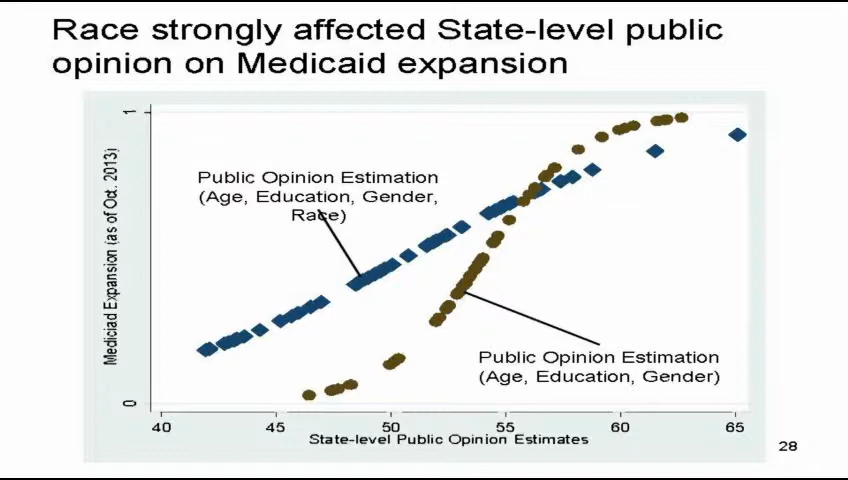 Race strongly affected State-level public
opinion on Medicaid expansion
1
Public Opinion Estimation
(Age, Education, Gender,
Race)
Mediciad Expansion (as of Oct. 2013)
Public Opinion Estimation
(Age, Education, Gender)
0
40 45 50 55 60 65
State-level Public Opinion Estimates
28